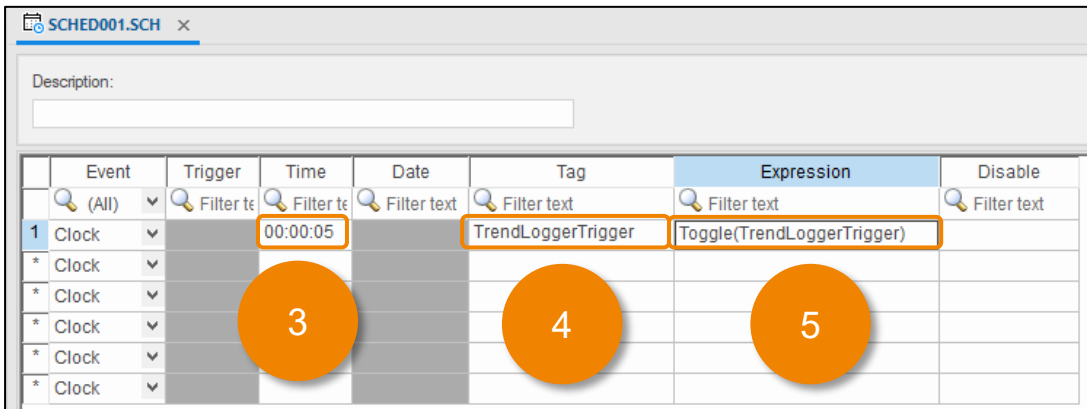 SCHED001.SCH ×
Description:
Event Trigger Time Date Tag Expression Disable
(All) Filter te Filter te Filter text Filter text Filter text Filter text
1 Clock 00:00:05 TrendLoggerTrigger Toggle(TrendLoggerTrigger)
* Clock
* Clock
* Clock
* Clock
* Clock
3 4 5